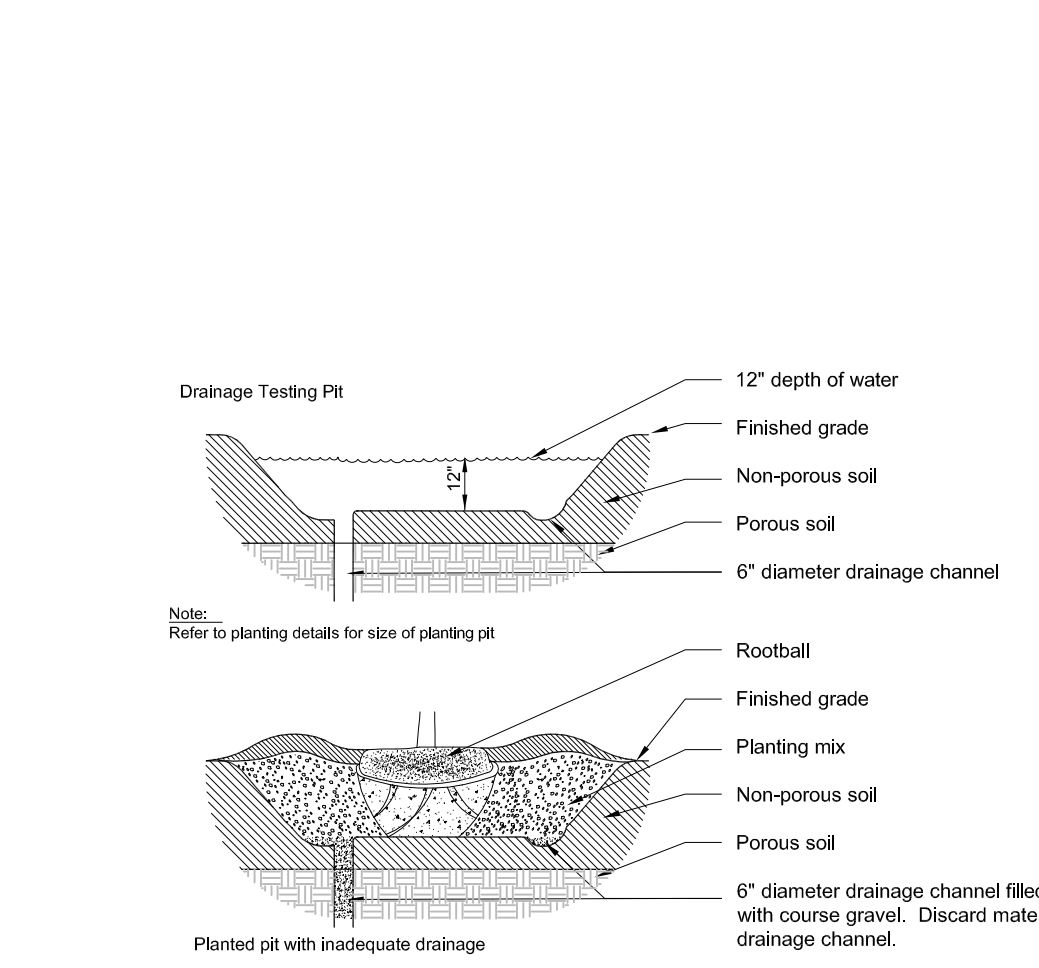 Drainage Testing Pit
12" depth of water
Finished grade
Non-porous soil
12"
Porous soil
6" diameter drainage channel
Note:
Refer to planting details for size of planting pit
Rootball
Finished grade
Planting mix
Non-porous soil
Porous soil
6" diameter drainage channel
with course gravel. Discard
drainage channel.
Planted pit with inadequate drainage